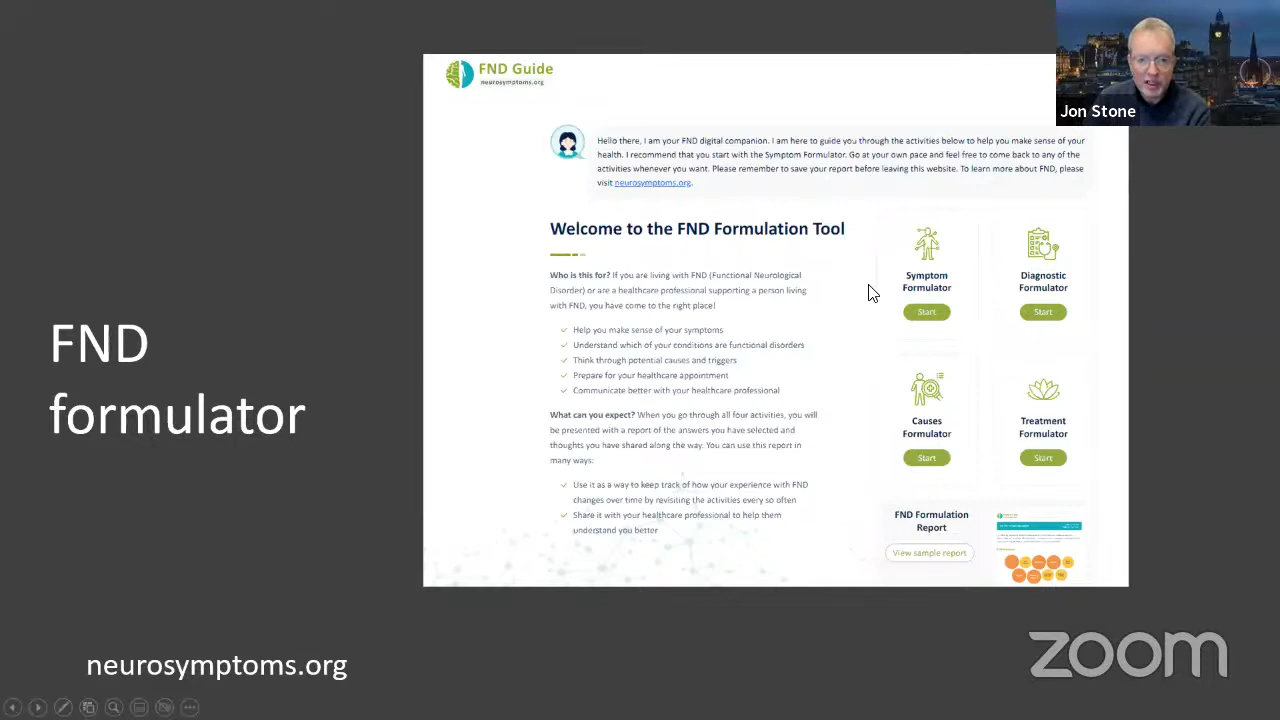 FND Guide
neurosymptoms.org
Jon Stone
Hello there, I am your FND digital companion. I am here to guide you through the activities below to help you make sense of your
health. I recommend that you start with the Symptom Formulator. Go at your own pace and feel free to come back to any of the
activities whenever you want. Please remember to save your report before leaving this website. To learn more about FND, please
visit neurosymptoms.org.
Welcome to the FND Formulation Tool
Who is this for? If you are living with FND (Functional Neurological
Disorder) or are a healthcare professional supporting a person living
with FND, you have come to the right place!
Help you make sense of your symptoms
Understand which of your conditions are functional disorders
Think through potential causes and triggers
Prepare for your healthcare appointment
Communicate better with your healthcare professional
What can you expect? When you go through all four activities, you will
be presented with a report of the answers you have selected and
thoughts you have shared along the way. You can use this report in
many ways:
Use it as a way to keep track of how your experience with FND
changes over time by revisiting the activities every so often
Share it with your healthcare professional to help them
understand you better
Symptom
Formulator
Start
Diagnostic
Formulator
Start
Causes
Formulator
Start
Treatment
Formulator
Start
FND Formulation
Report
View sample report
FND
formulator
neurosymptoms.org
zoom